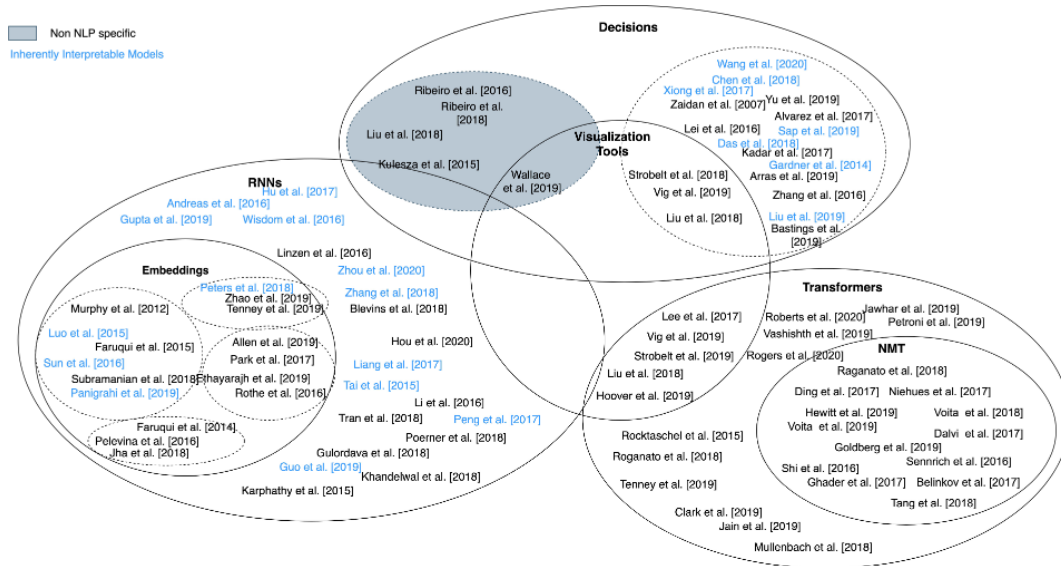 Non NLP specific
Inherently Interpretable Models
Decisions
Ribeiro et al. [2016]
Ribeiro et al.
[2018]
Liu et al. [2018]
Kulesza et al. [2015]
Wallace
et al. [2019]
Visualization
Tools
Wang et al. [2020]
Chen et al. [2018]
Xiong et al. [2017]
Zaidan et al. [2007]
Yu et al. [2019]
Alvarez et al. [2017]
Lei et al. [2016]
Sap et al. [2019]
Das et al. [2018]
Kadar et al. [2017]
Gardner et al. [2014]
Strobelt et al. [2018]
Arras et al. [2019]
Vig et al. [2019]
Zhang et al. [2016]
Liu et al. [2018]
Liu et al. [2019]
Bastings et al.
[2019]
RNNs
Hu et al. [2017]
Andreas et al. [2016]
Gupta et al. [2019]
Wisdom et al. [2016]
Linzen et al. [2016]
Zhou et al. [2020]
Zhang et al. [2018]
Blevins et al. [2018]
Hou et al. [2020]
Liang et al. [2017]
Tai et al. [2015]
Li et al. [2016]
Tran et al. [2018]
Peng et al. [2017]
Poerner et al. [2018]
Gulordava et al. [2018]
Guo et al. [2019]
Khandelwal et al. [2018]
Karphathy et al. [2015]
Embeddings
Peters et al. [2018]
Zhao et al. [2019]
Tenney et al. [2019]
Murphy et al. [2012]
Luo et al. [2015]
Faruqui et al. [2015]
Sun et al. [2016]
Subramanian et al. [2018]
Panigrahi et al. [2019]
Allen et al. [2019]
Park et al. [2017]
Ethayarajh et al. [2019]
Rothe et al. [2016]
Faruqui et al. [2014]
Pelevina et al. [2016]
Jha et al. [2018]
Transformers
Lee et al. [2017]
Vig et al. [2019]
Strobelt et al. [2019]
Liu et al. [2018]
Hoover et al. [2019]
Roberts et al. [2020]
Jawhar et al. [2019]
Petroni et al. [2019]
Vashishth et al. [2019]
Rogers et al. [2020]
Rocktaschel et al. [2015]
Roganato et al. [2018]
Tenney et al. [2019]
Clark et al. [2019]
Jain et al. [2019]
Mullenbach et al. [2018]
NMT
Raganato et al. [2018]
Ding et al. [2017]
Niehues et al. [2017]
Hewitt et al. [2019]
Voita et al. [2018]
Voita et al. [2019]
Dalvi et al. [2017]
Goldberg et al. [2019]
Sennrich et al. [2016]
Shi et al. [2016]
Ghader et al. [2017]
Belinkov et al. [2017]
Tang et al. [2018]